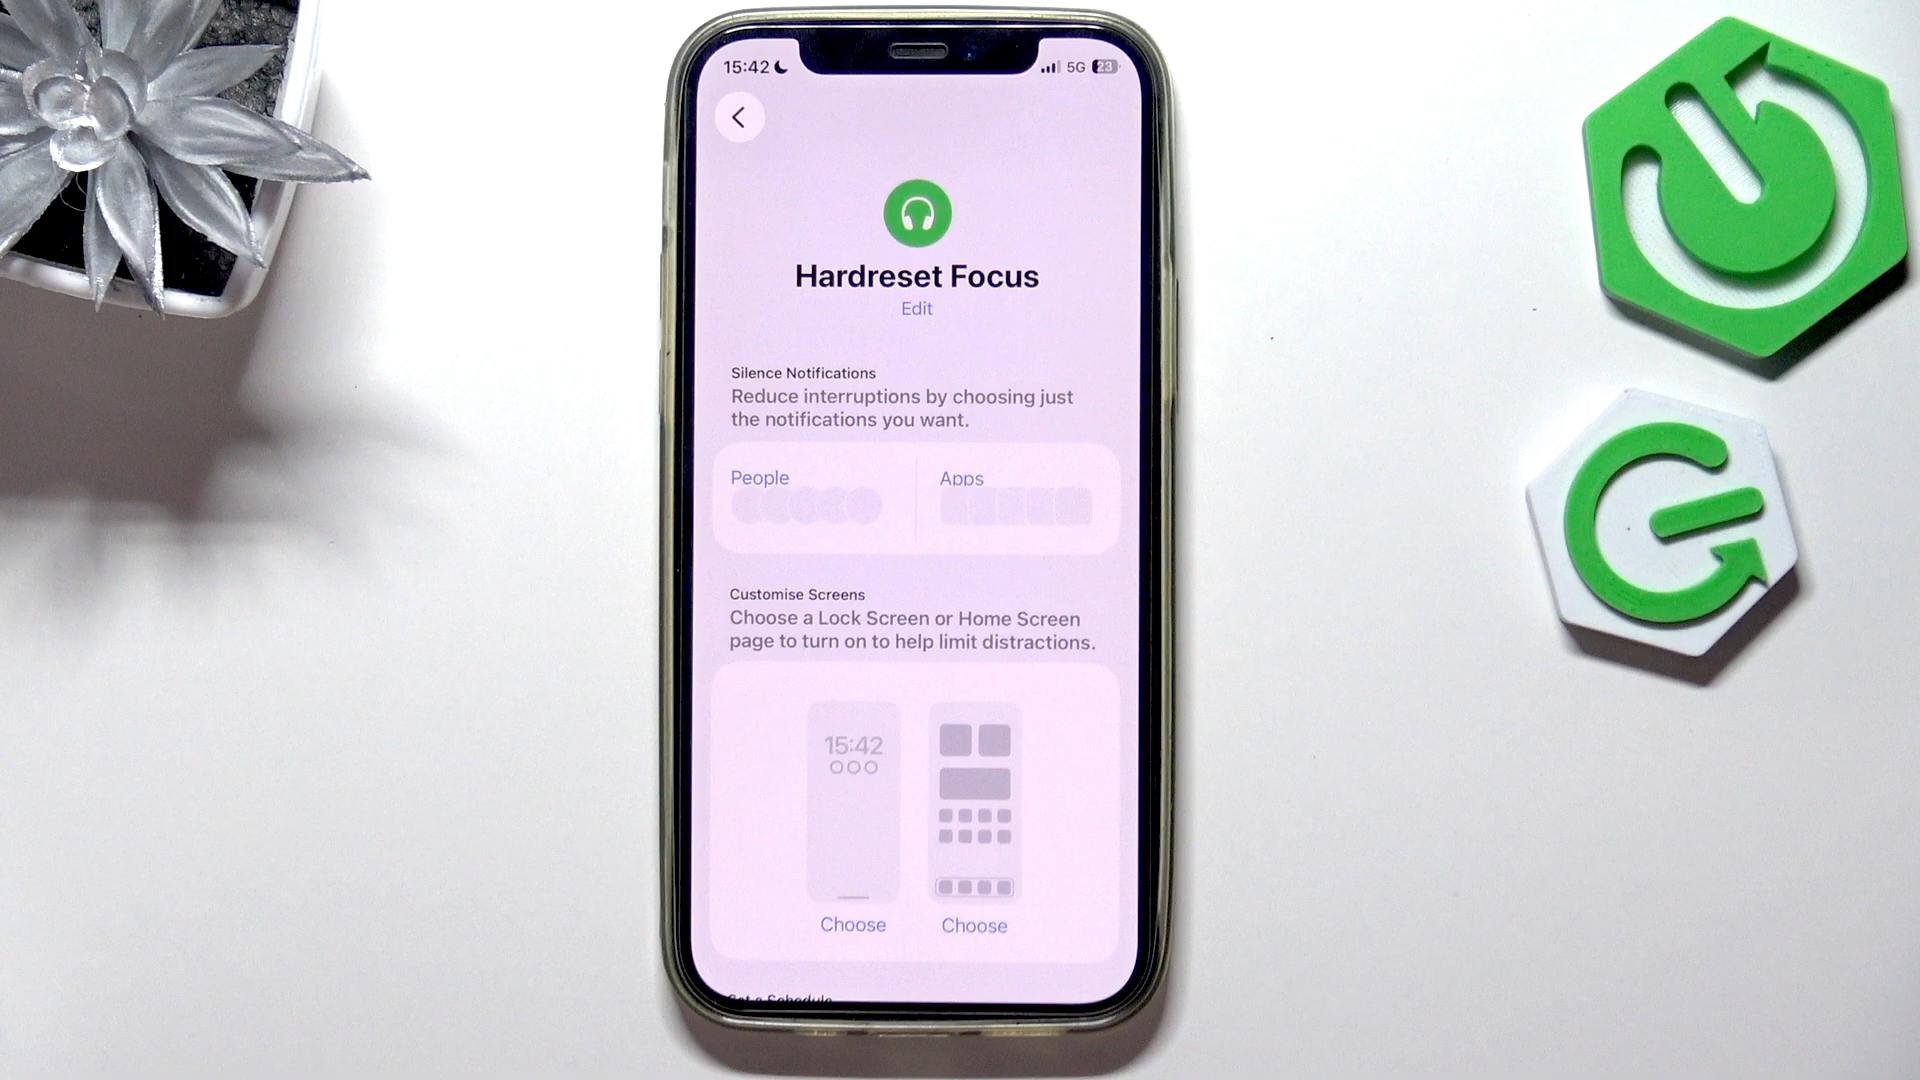 15:42
5G 23
Hardreset Focus
Edit
Silence Notifications
Reduce interruptions by choosing just
the notifications you want.
People
Apps
Customise Screens
Choose a Lock Screen or Home Screen
page to turn on to help limit distractions.
15:42
Choose
Choose
Set a Schedule